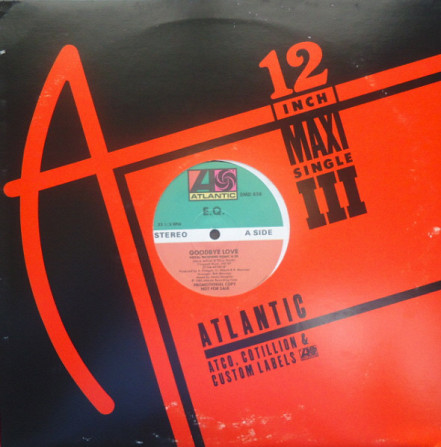 12
INCH
MAXI
SINGLE
III
ATLANTIC
E.Q.
STEREO
A SIDE
GOODBYE LOVE
PROMOTIONAL COPY
NOT FOR SALE
ATLANTIC
ATCO, COTILLION &
CUSTOM LABELS